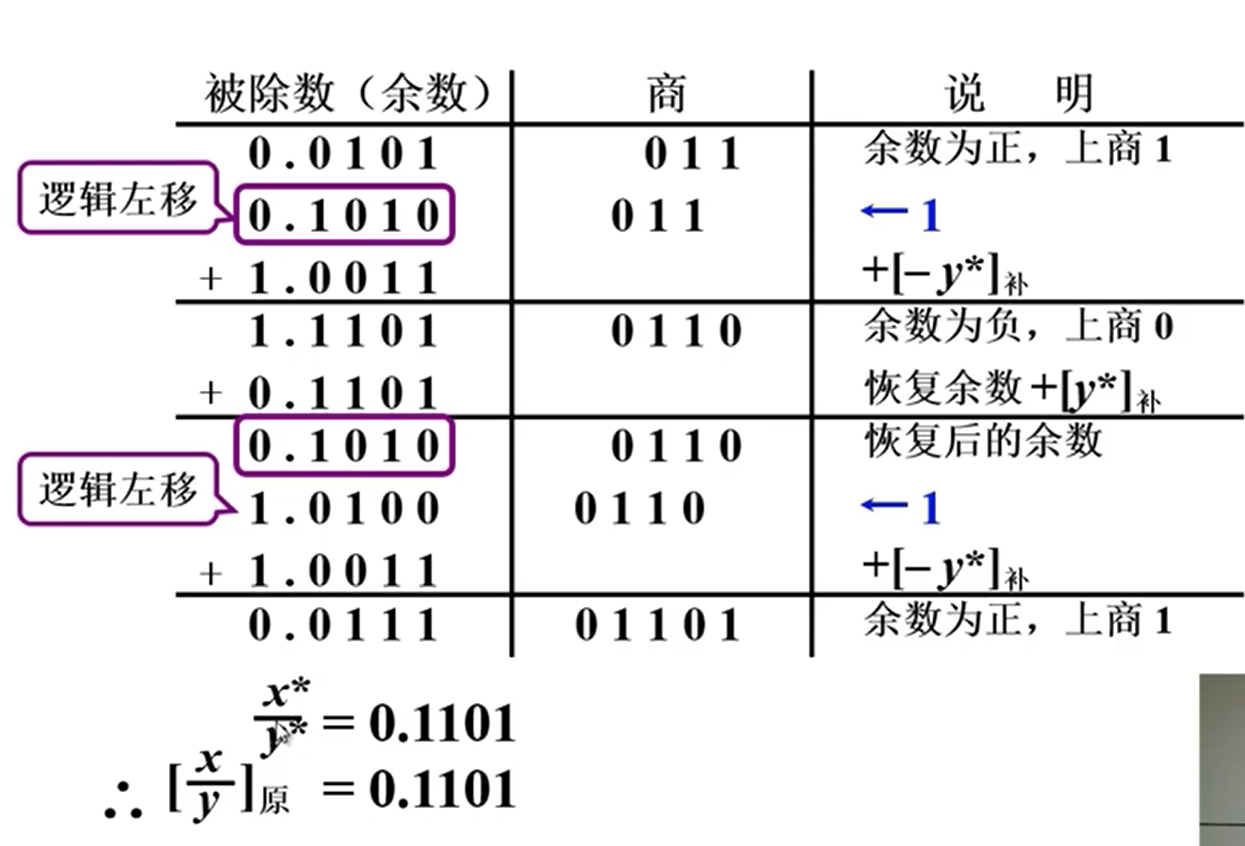 被除数（余数） 商 说 明
0.0101 011 余数为正，上商1
逻辑左移 0.1010 011 ←1
+ 1.0011 +[–y*]补
1.1101 0110 余数为负，上商0
+ 0.1101 恢复余数+[y*]补
0.1010 0110 恢复后的余数
逻辑左移 1.0100 0110 ←1
+ 1.0011 +[–y*]补
0.0111 01101 余数为正，上商1
x*/y* = 0.1101
∴ [x/y]原 = 0.1101